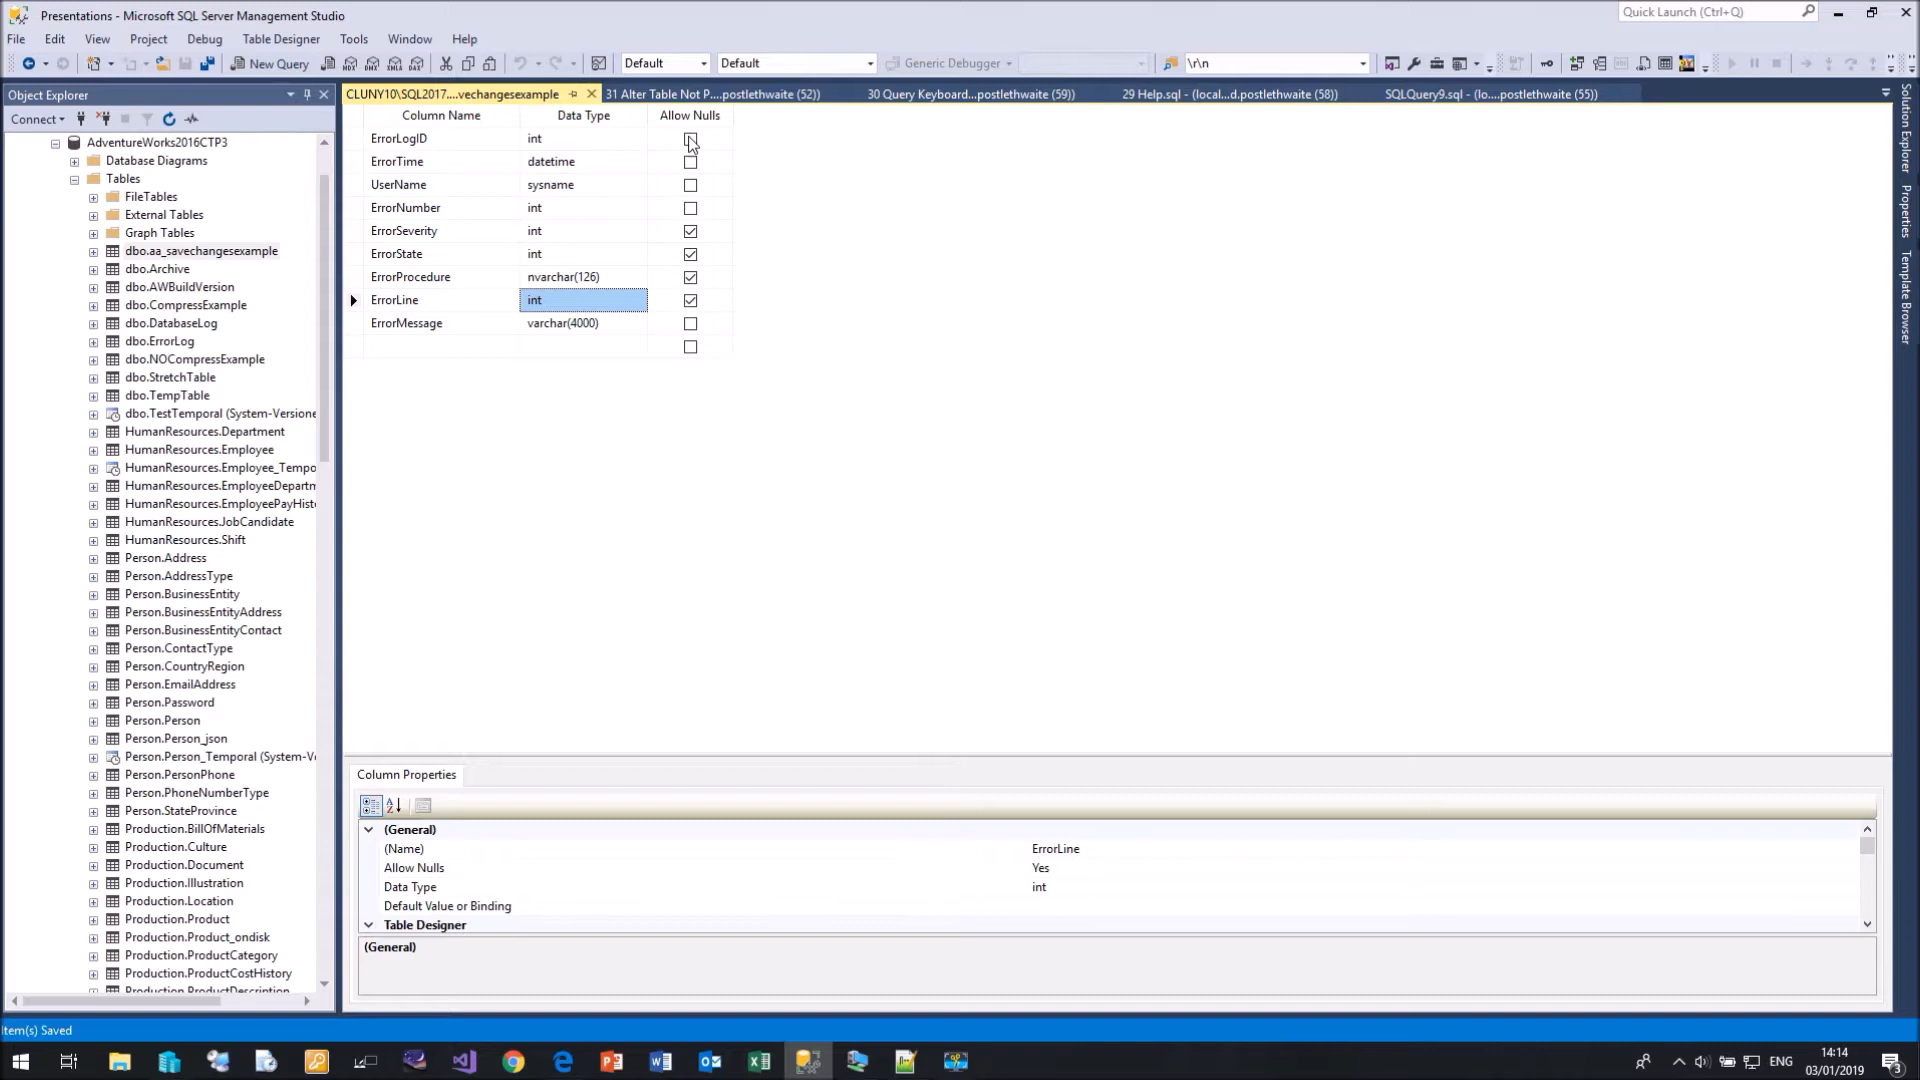 Presentations - Microsoft SQL Server Management Studio
Quick Launch (Ctrl+Q)
File Edit View Project Debug Table Designer Tools Window Help
New Query Default Default Generic Debugger \r\n
Object Explorer
CLUNY10\SQL2017....vechangesexample 31 Alter Table Not P....postlethwaite (52)) 30 Query Keyboard...postlethwaite (59)) 29 Help.sql - (local...d.postlethwaite (58)) SQLQuery9.sql - (lo....postlethwaite (55))
Connect
Column Name Data Type Allow Nulls
ErrorLogID int
ErrorTime datetime
UserName sysname
ErrorNumber int
ErrorSeverity int
ErrorState int
ErrorProcedure nvarchar(126)
ErrorLine int
ErrorMessage varchar(4000)
AdventureWorks2016CTP3
Database Diagrams
Tables
FileTables
External Tables
Graph Tables
dbo.aa_savechangesexample
dbo.Archive
dbo.AWBuildVersion
dbo.CompressExample
dbo.DatabaseLog
dbo.ErrorLog
dbo.NOCompressExample
dbo.StretchTable
dbo.TempTable
dbo.TestTemporal (System-Versione
HumanResources.Department
HumanResources.Employee
HumanResources.Employee_Tempo
HumanResources.EmployeeDepartm
HumanResources.EmployeePayHist
HumanResources.JobCandidate
HumanResources.Shift
Person.Address
Person.AddressType
Person.BusinessEntity
Person.BusinessEntityAddress
Person.BusinessEntityContact
Person.ContactType
Person.CountryRegion
Person.EmailAddress
Person.Password
Person.Person
Person.Person_json
Person.Person_Temporal (System-Ve
Person.PersonPhone
Person.PhoneNumberType
Person.StateProvince
Production.BillOfMaterials
Production.Culture
Production.Document
Production.Illustration
Production.Location
Production.Product
Production.Product_ondisk
Production.ProductCategory
Production.ProductCostHistory
Production.ProductDescription
Solution Explorer
Properties
Template Browser
Column Properties
(General)
(Name) ErrorLine
Allow Nulls Yes
Data Type int
Default Value or Binding
Table Designer
(General)
Item(s) Saved
ENG
14:14
03/01/2019
3